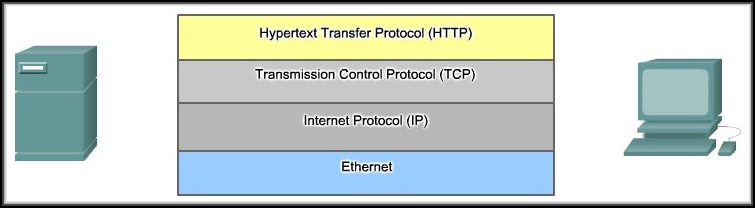 Hypertext Transfer Protocol (HTTP)
Transmission Control Protocol (TCP)
Internet Protocol (IP)
Ethernet